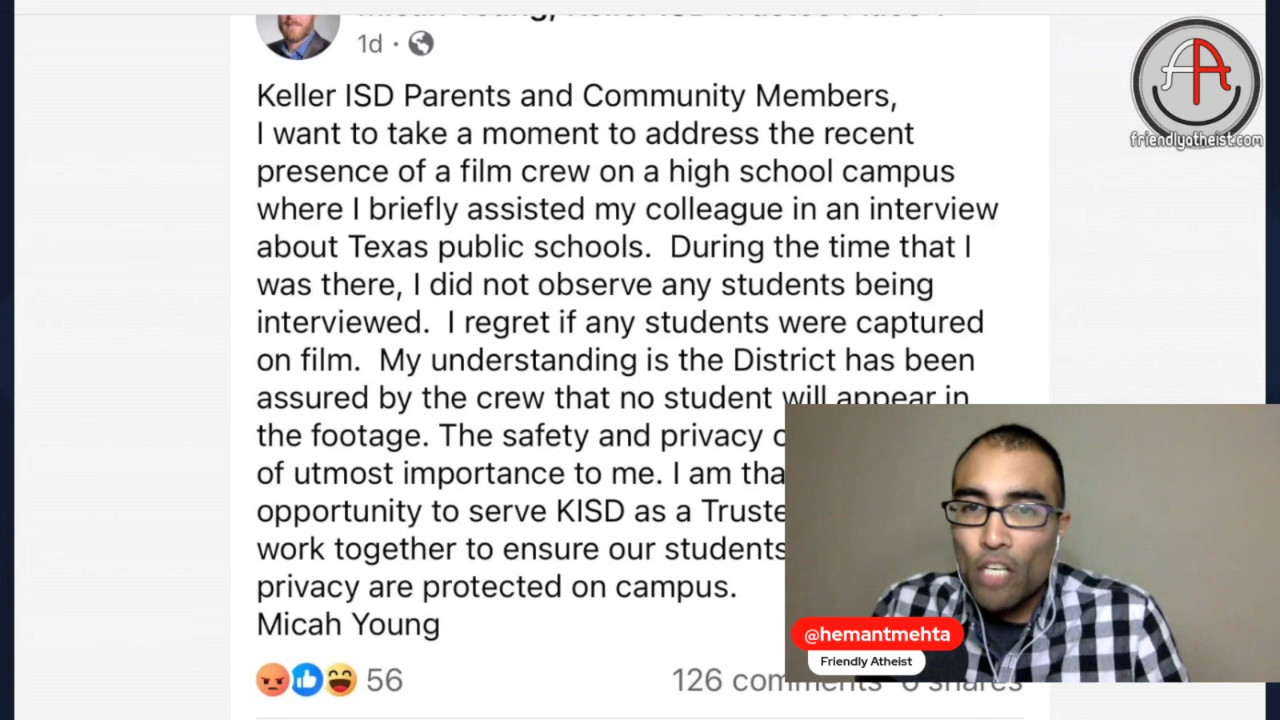 1d ·
Keller ISD Parents and Community Members,
I want to take a moment to address the recent
presence of a film crew on a high school campus
where I briefly assisted my colleague in an interview
about Texas public schools. During the time that I
was there, I did not observe any students being
interviewed. I regret if any students were captured
on film. My understanding is the District has been
assured by the crew that no student will appear in
the footage. The safety and privacy
of utmost importance to me. I am
opportunity to serve KISD as a
work together to ensure our students
privacy are protected on campus.
Micah Young
56
126 comments 6 shares
AA
friendlyatheist.com
@hemantmehta
Friendly Atheist